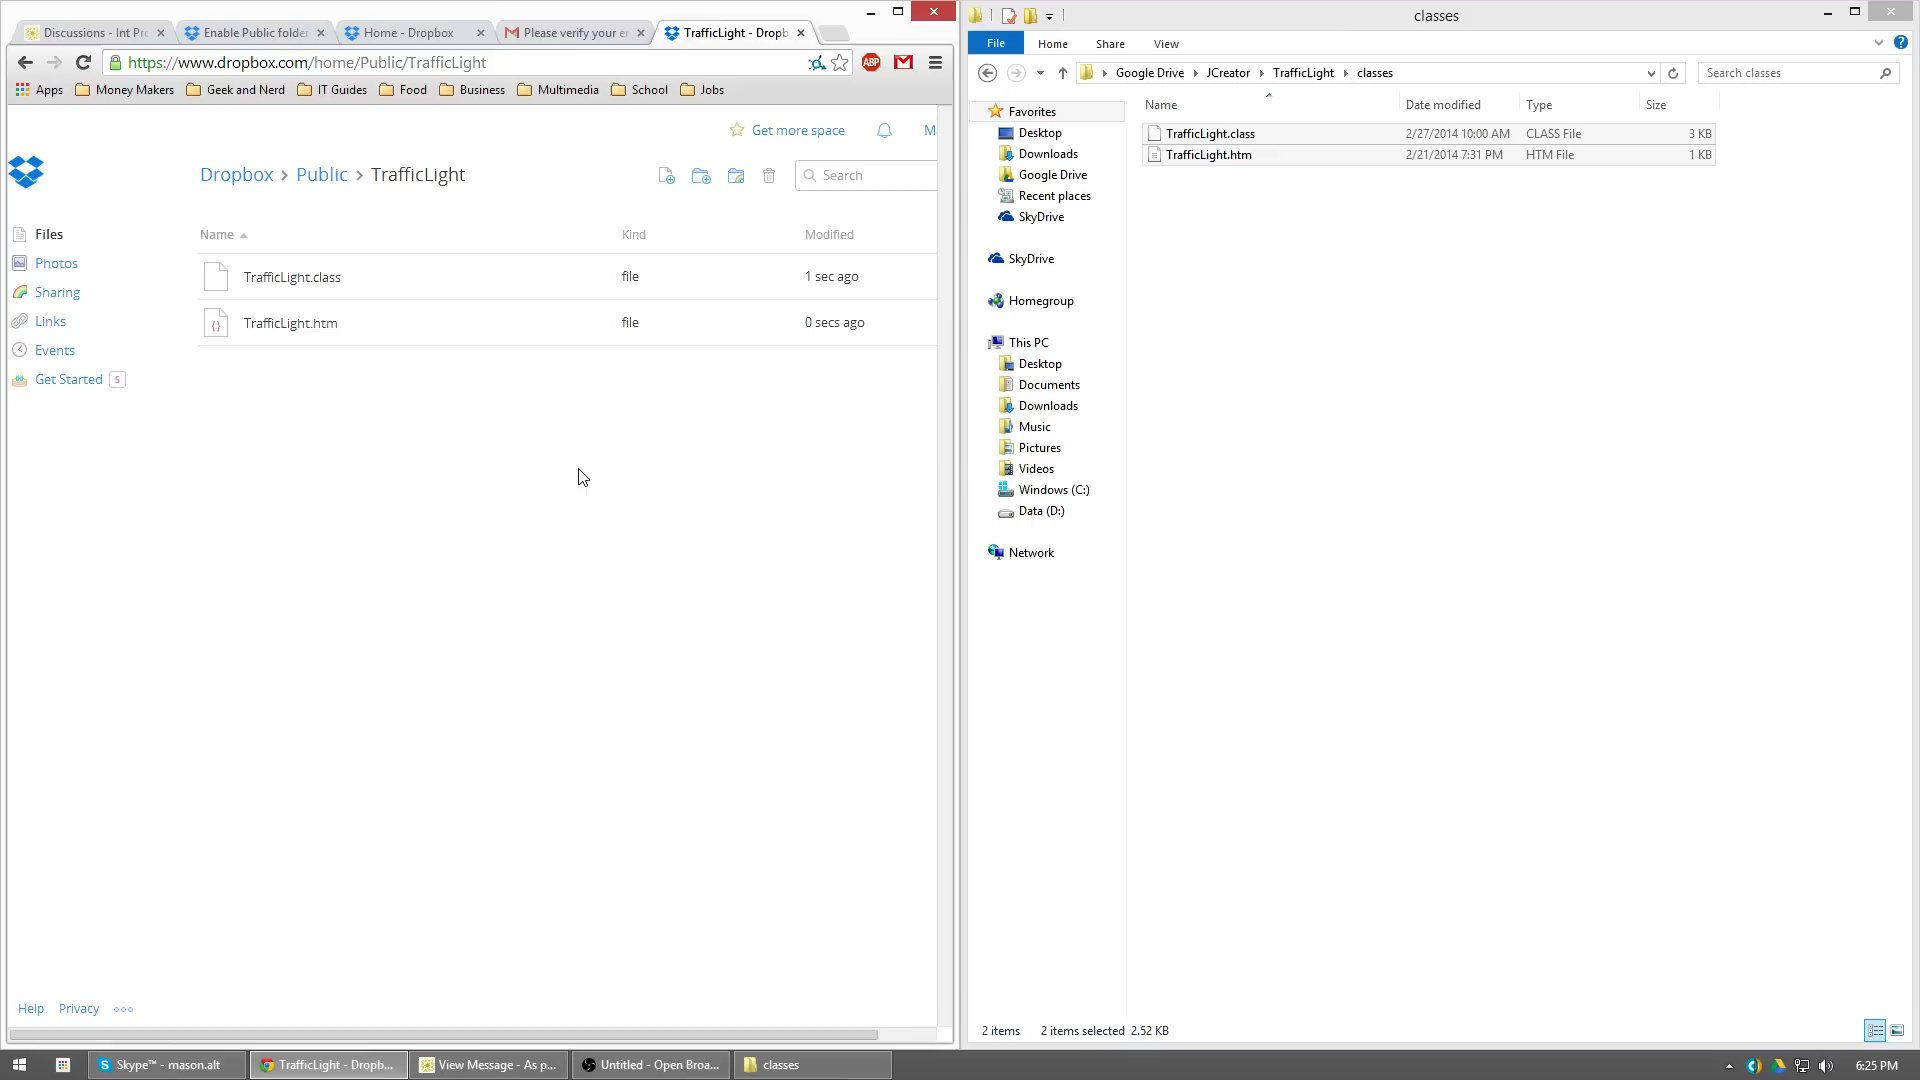 Discussions - Int Pro
Enable Public folder
Home - Dropbox
Please verify your e
TrafficLight - Dropb
https://www.dropbox.com/home/Public/TrafficLight
ABP
Apps
Money Makers
Geek and Nerd
IT Guides
Food
Business
Multimedia
School
Jobs
Get more space
M
Dropbox › Public › TrafficLight
Search
Files
Photos
Sharing
Links
Events
Get Started 5
Name Kind Modified
TrafficLight.class file 1 sec ago
TrafficLight.htm file 0 secs ago
Help Privacy
classes
File Home Share View
Google Drive JCreator TrafficLight classes
Search classes
Name Date modified Type Size
TrafficLight.class 2/27/2014 10:00 AM CLASS File 3 KB
TrafficLight.htm 2/21/2014 7:31 PM HTM File 1 KB
Favorites
Desktop
Downloads
Google Drive
Recent places
SkyDrive
SkyDrive
Homegroup
This PC
Desktop
Documents
Downloads
Music
Pictures
Videos
Windows (C:)
Data (D:)
Network
2 items 2 items selected 2.52 KB
Skype™ - mason.alt
TrafficLight - Dropb...
View Message - As p...
Untitled - Open Broa...
classes
6:25 PM